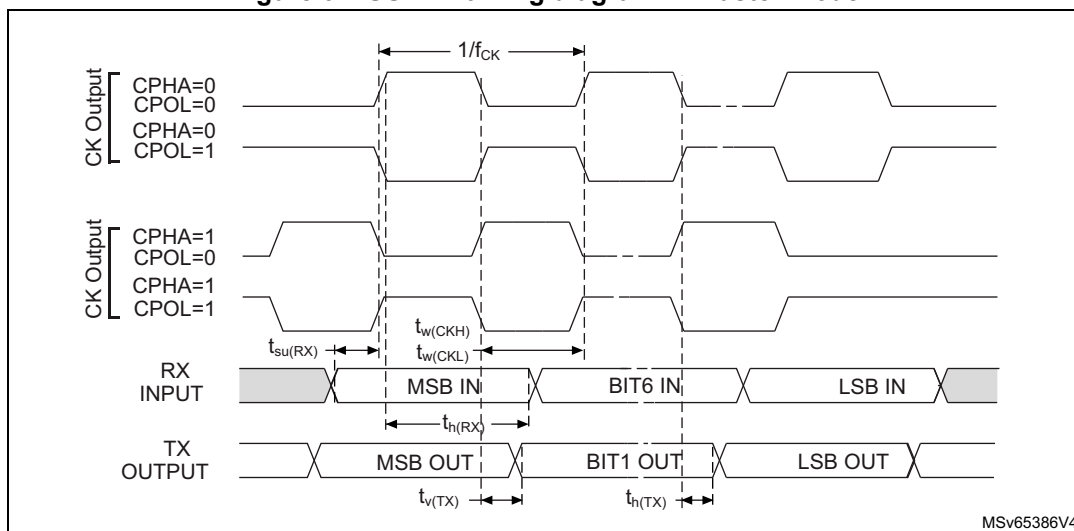 1/fCK
CK Output
CPHA=0
CPOL=0
CPHA=0
CPOL=1
CK Output
CPHA=1
CPOL=0
CPHA=1
CPOL=1
tw(CKH)
tw(CKL)
tsu(RX)
RX
INPUT
MSB IN
BIT6 IN
LSB IN
th(RX)
TX
OUTPUT
MSB OUT
BIT1 OUT
LSB OUT
tv(TX)
th(TX)
MSv65386V4